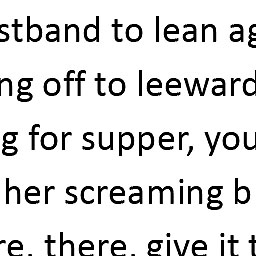 stband to lean ag
ng off to leeward
g for supper, you
her screaming b
re, there, give it t